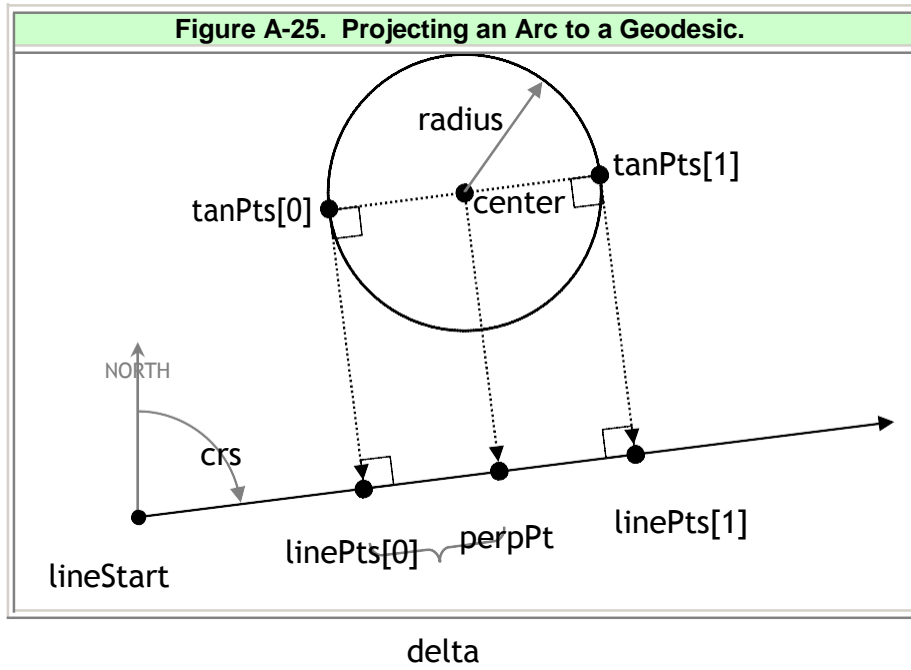 Figure A-25. Projecting an Arc to a Geodesic.
radius
tanPts[1]
tanPts[0]
center
NORTH
crs
linePts[1]
linePts[0]
perpPt
lineStart
delta